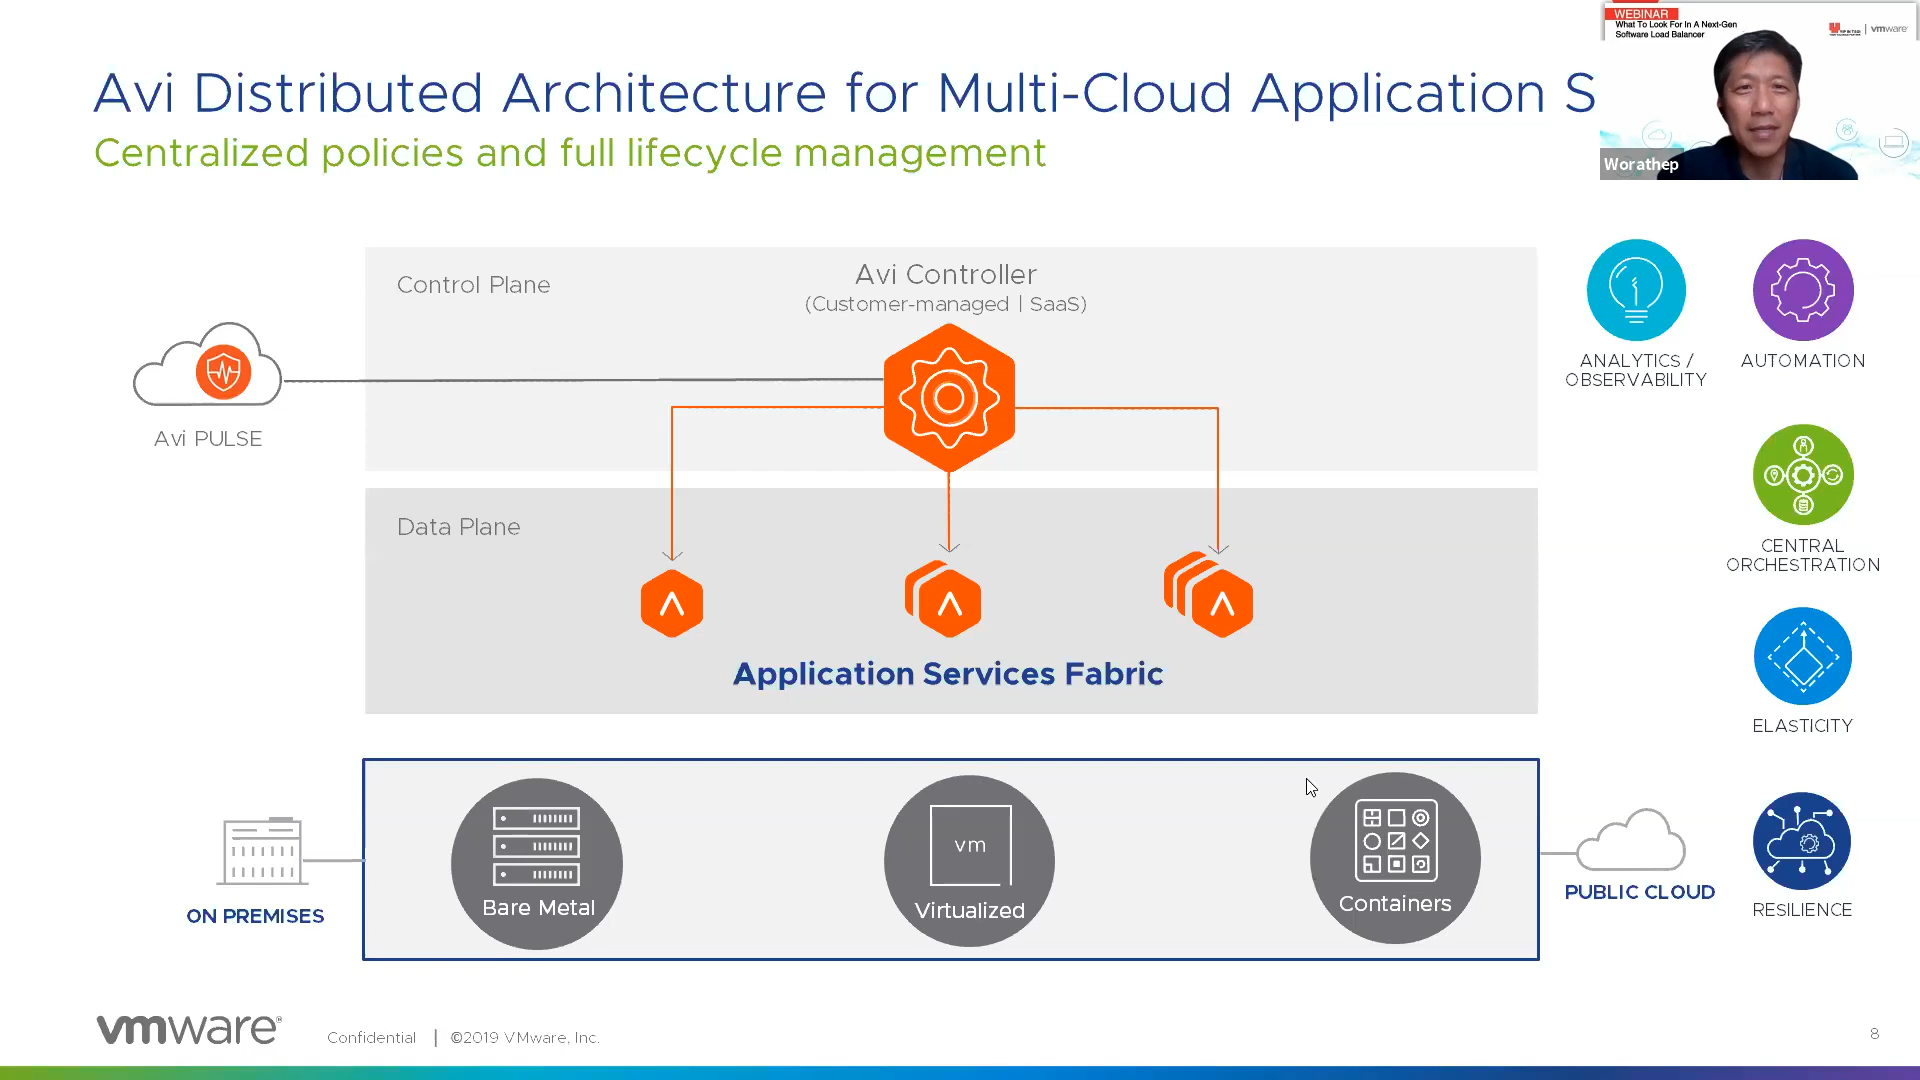 WEBINAR
What To Look For In A Next-Gen
Software Load Balancer
vmware
Worathep
Avi Distributed Architecture for Multi-Cloud Application S
Centralized policies and full lifecycle management
Control Plane
Avi Controller
(Customer-managed | SaaS)
Avi PULSE
Data Plane
Application Services Fabric
ANALYTICS /
OBSERVABILITY
AUTOMATION
CENTRAL
ORCHESTRATION
ELASTICITY
RESILIENCE
ON PREMISES
Bare Metal
vm
Virtualized
Containers
PUBLIC CLOUD
vmware®
Confidential | ©2019 VMware, Inc.
8